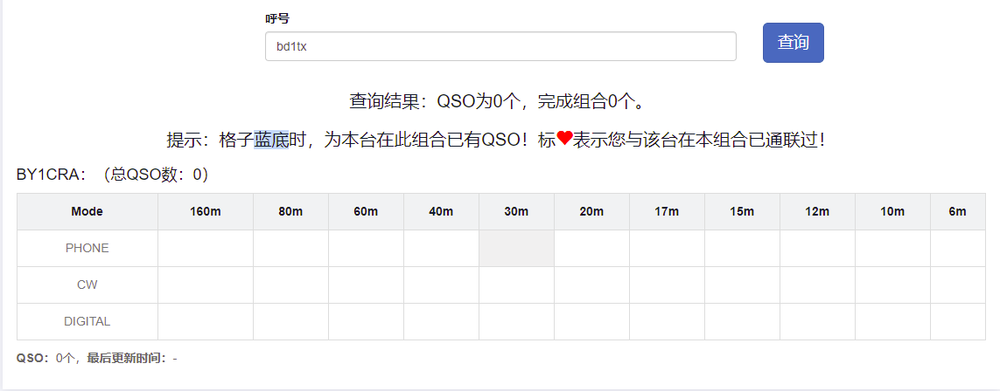 呼号
bd1tx
查询
查询结果：QSO为0个，完成组合0个。
提示：格子蓝底时，为本台在此组合已有QSO！标❤表示您与该台在本组合已通联过！
BY1CRA：（总QSO数：0）
Mode 160m 80m 60m 40m 30m 20m 17m 15m 12m 10m 6m
PHONE
CW
DIGITAL
QSO：0个，最后更新时间：-